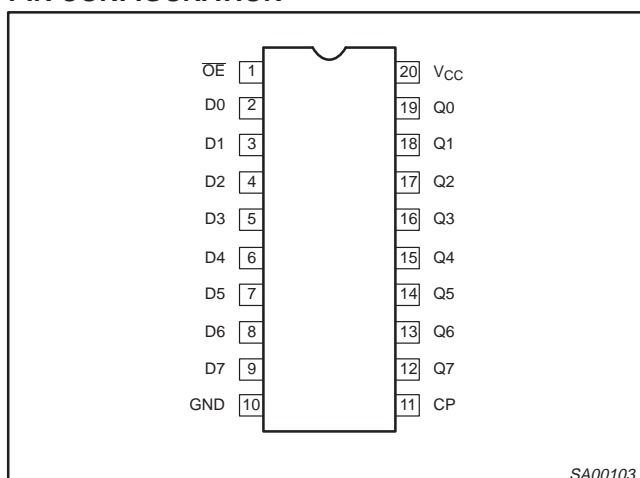 OE 1 20 VCC
D0 2 19 Q0
D1 3 18 Q1
D2 4 17 Q2
D3 5 16 Q3
D4 6 15 Q4
D5 7 14 Q5
D6 8 13 Q6
D7 9 12 Q7
GND 10 11 CP
SA00103